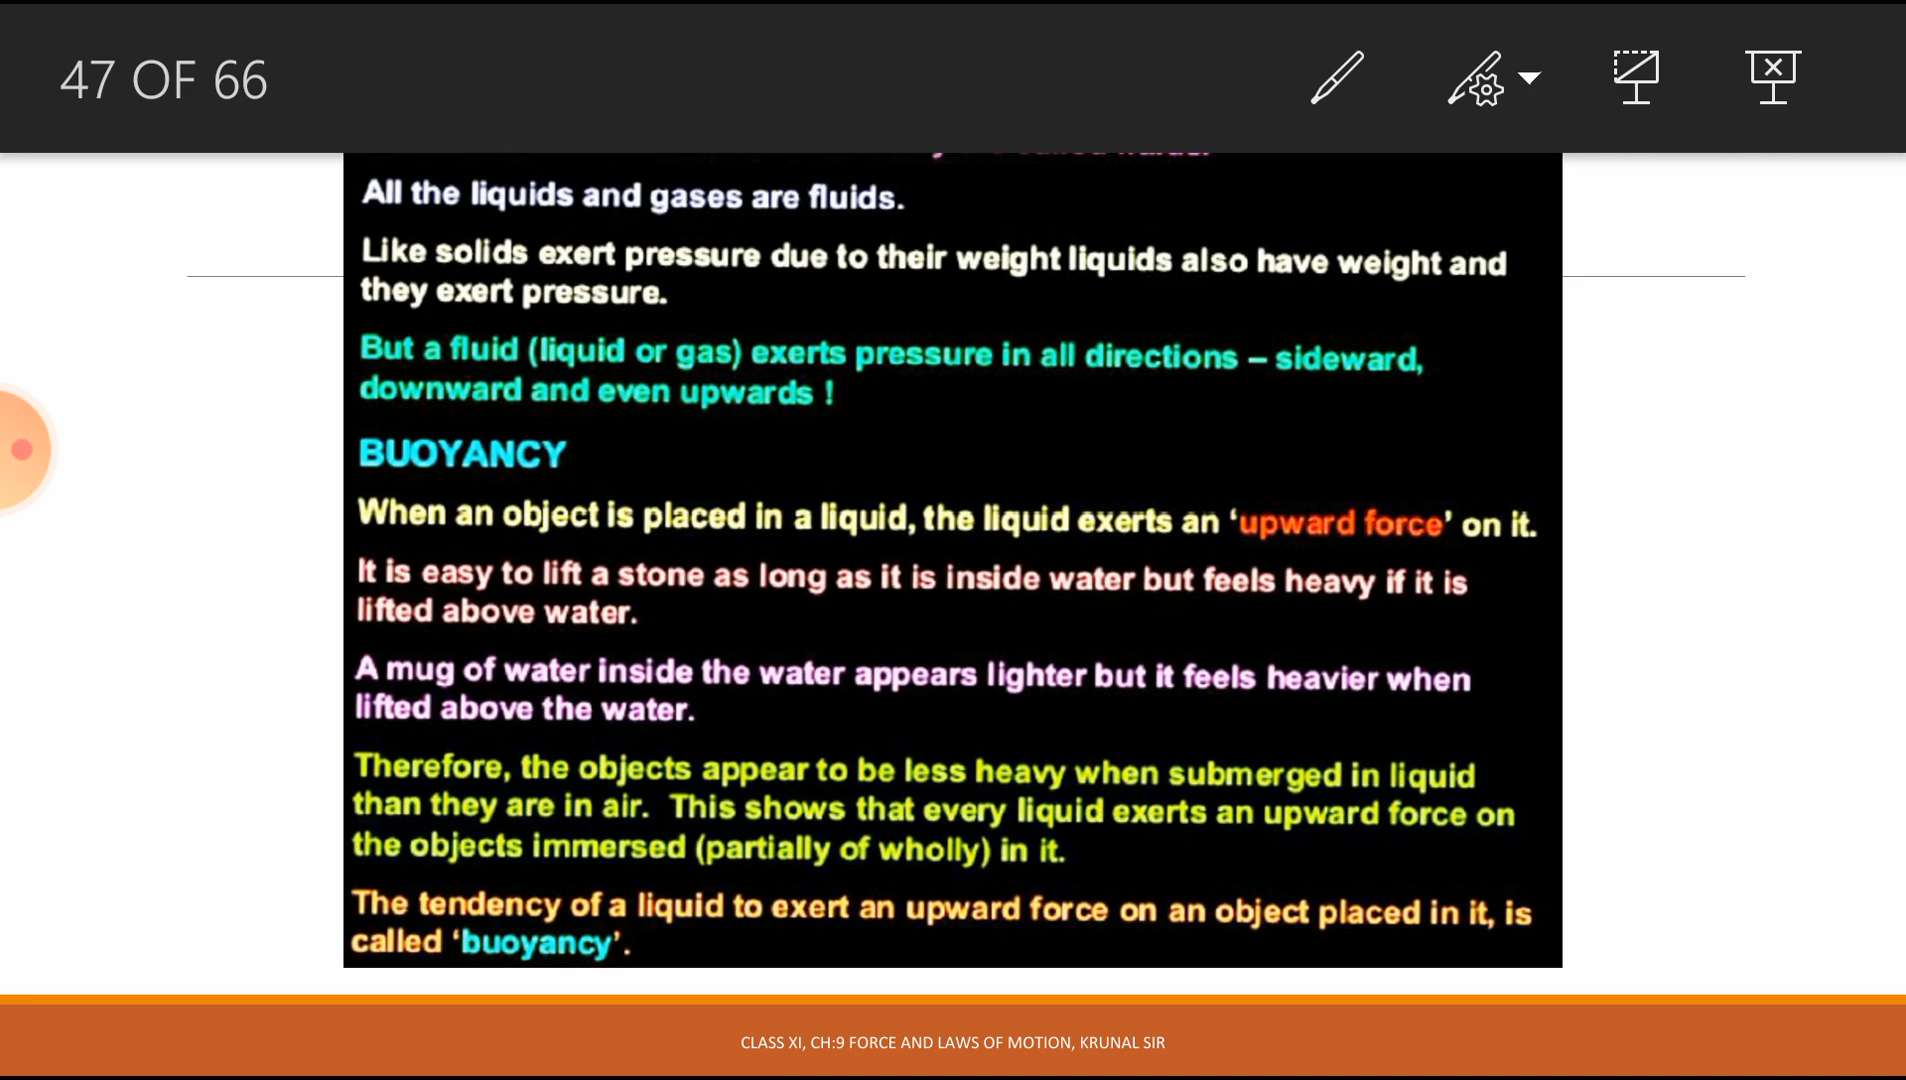 47 OF 66
All the liquids and gases are fluids.
Like solids exert pressure due to their weight liquids also have weight and
they exert pressure.
But a fluid (liquid or gas) exerts pressure in all directions – sideward,
downward and even upwards !
BUOYANCY
When an object is placed in a liquid, the liquid exerts an ‘upward force’ on it.
It is easy to lift a stone as long as it is inside water but feels heavy if it is
lifted above water.
A mug of water inside the water appears lighter but it feels heavier when
lifted above the water.
Therefore, the objects appear to be less heavy when submerged in liquid
than they are in air. This shows that every liquid exerts an upward force on
the objects immersed (partially of wholly) in it.
The tendency of a liquid to exert an upward force on an object placed in it, is
called ‘buoyancy’.
CLASS XI, CH:9 FORCE AND LAWS OF MOTION, KRUNAL SIR